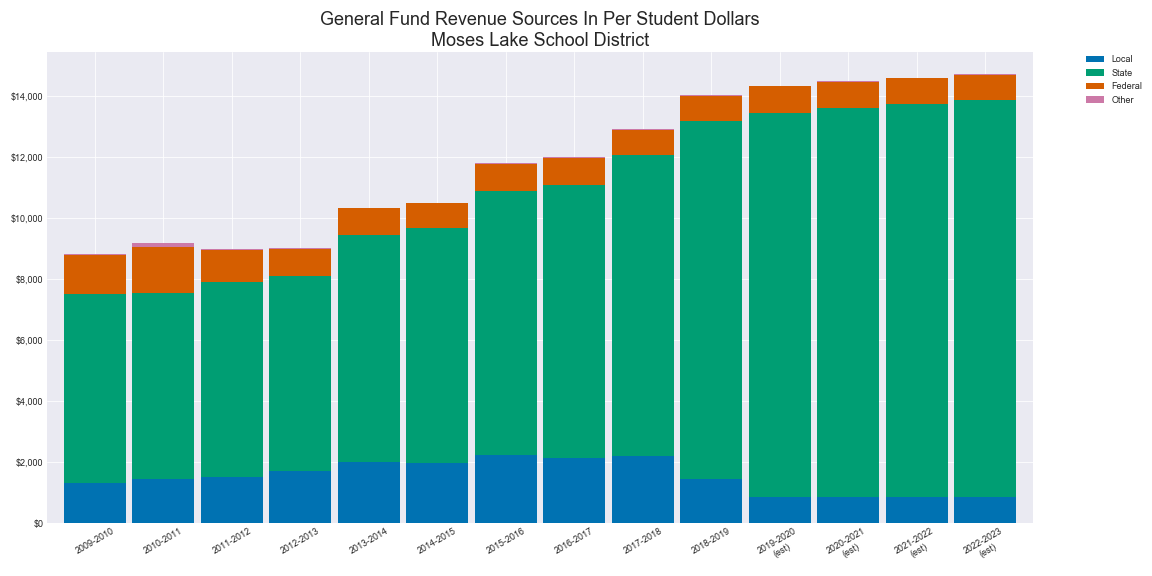 General Fund Revenue Sources In Per Student Dollars
Moses Lake School District
Local
State
Federal
Other
$14,000
$12,000
$10,000
$8,000
$6,000
$4,000
$2,000
$0
2009-2010
2010-2011
2011-2012
2012-2013
2013-2014
2014-2015
2015-2016
2016-2017
2017-2018
2018-2019
2019-2020
(est)
2020-2021
(est)
2021-2022
(est)
2022-2023
(est)